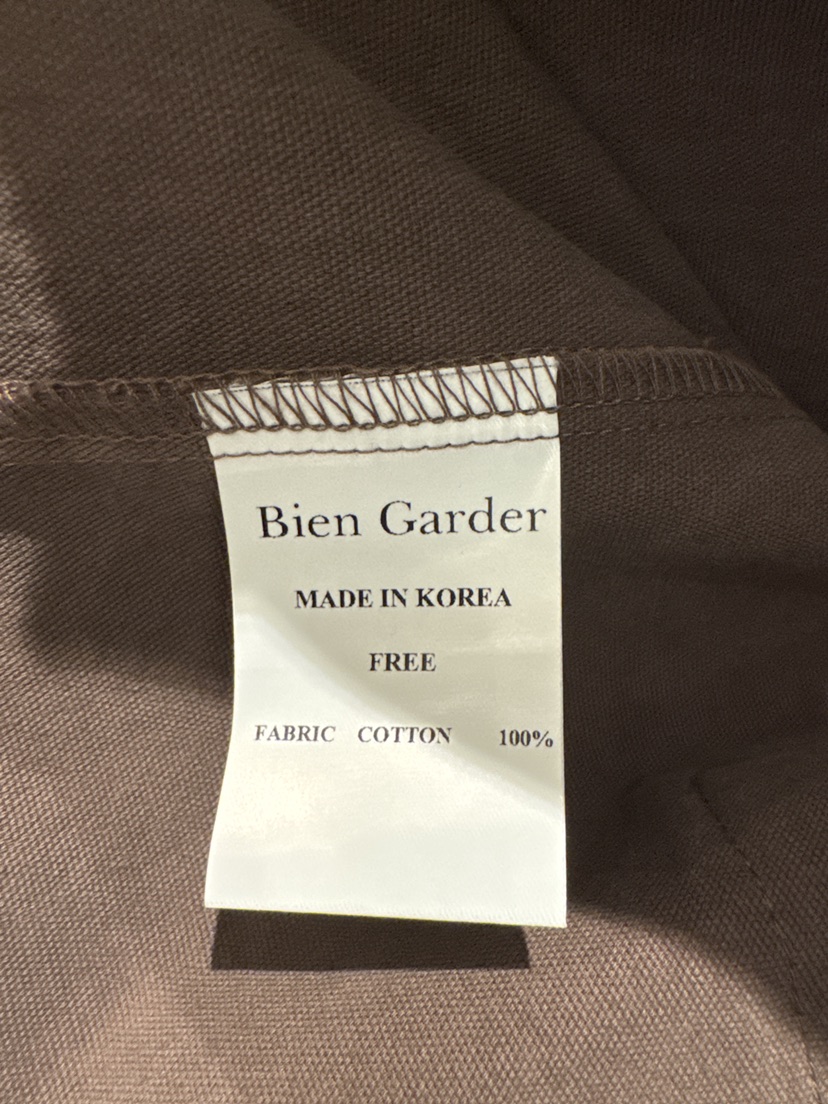 Bien Garder
MADE IN KOREA
FREE
FABRIC COTTON 100%